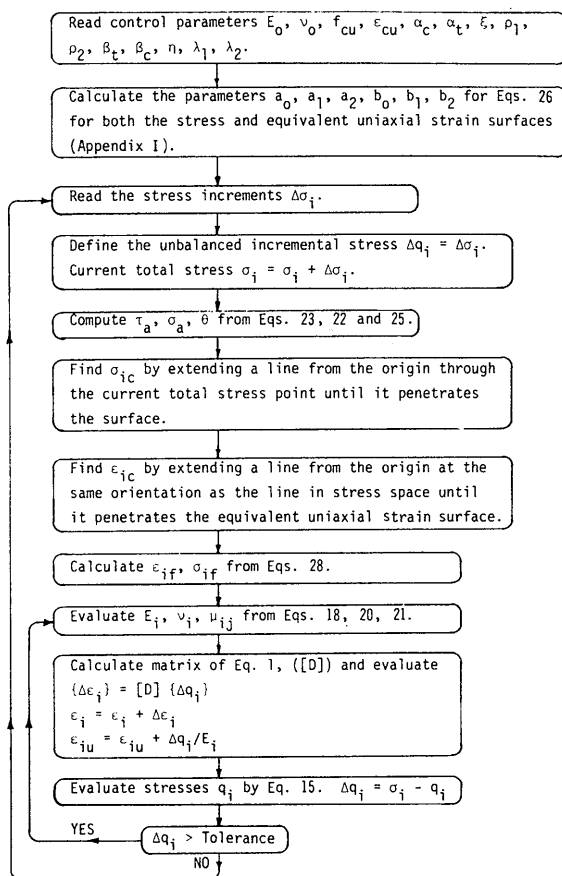 Read control parameters E_o, ν_o, f_cu, ε_cu, α_c, α_t, ξ, ρ_1,
ρ_2, β_t, β_c, η, λ_1, λ_2.
Calculate the parameters a_o, a_1, a_2, b_o, b_1, b_2 for Eqs. 26
for both the stress and equivalent uniaxial strain surfaces
(Appendix I).
Read the stress increments Δσ_i.
Define the unbalanced incremental stress Δq_i = Δσ_i.
Current total stress σ_i = σ_i + Δσ_i.
Compute τ_a, σ_a, θ from Eqs. 23, 22 and 25.
Find σ_ic by extending a line from the origin through
the current total stress point until it penetrates
the surface.
Find ε_ic by extending a line from the origin at the
same orientation as the line in stress space until
it penetrates the equivalent uniaxial strain surface.
Calculate ε_if, σ_if from Eqs. 28.
Evaluate E_i, ν_i, μ_ij from Eqs. 18, 20, 21.
Calculate matrix of Eq. 1, ([D]) and evaluate
{Δε_i} = [D] {Δq_i}
ε_i = ε_i + Δε_i
ε_iu = ε_iu + Δq_i/E_i
Evaluate stresses q_i by Eq. 15. Δq_i = σ_i - q_i
YES
Δq_i > Tolerance
NO